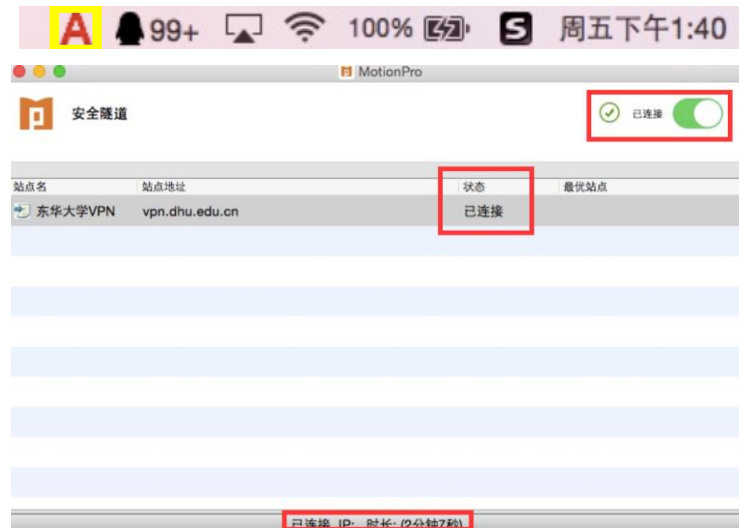 A 99+ 100% S 周五下午1:40
MotionPro
安全隧道 已连接
站点名 站点地址 状态 最优站点
东华大学VPN vpn.dhu.edu.cn 已连接
已连接 IP: 时长: (2分钟7秒)